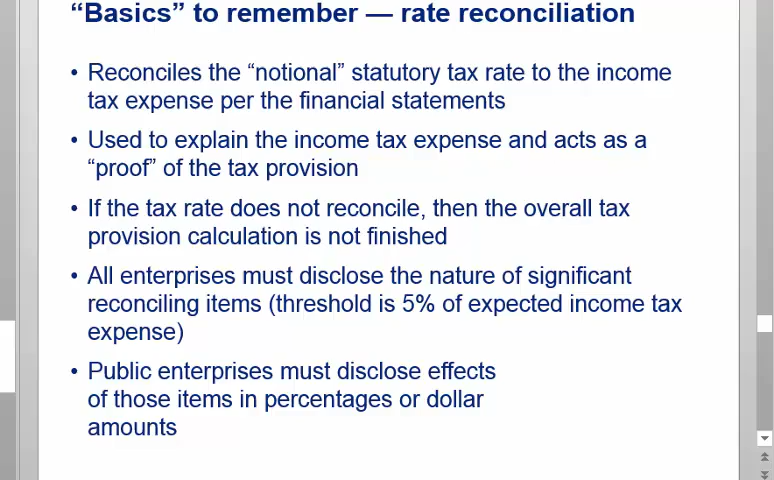 “Basics” to remember — rate reconciliation
• Reconciles the “notional” statutory tax rate to the income
tax expense per the financial statements
• Used to explain the income tax expense and acts as a
“proof” of the tax provision
• If the tax rate does not reconcile, then the overall tax
provision calculation is not finished
• All enterprises must disclose the nature of significant
reconciling items (threshold is 5% of expected income tax
expense)
• Public enterprises must disclose effects
of those items in percentages or dollar
amounts